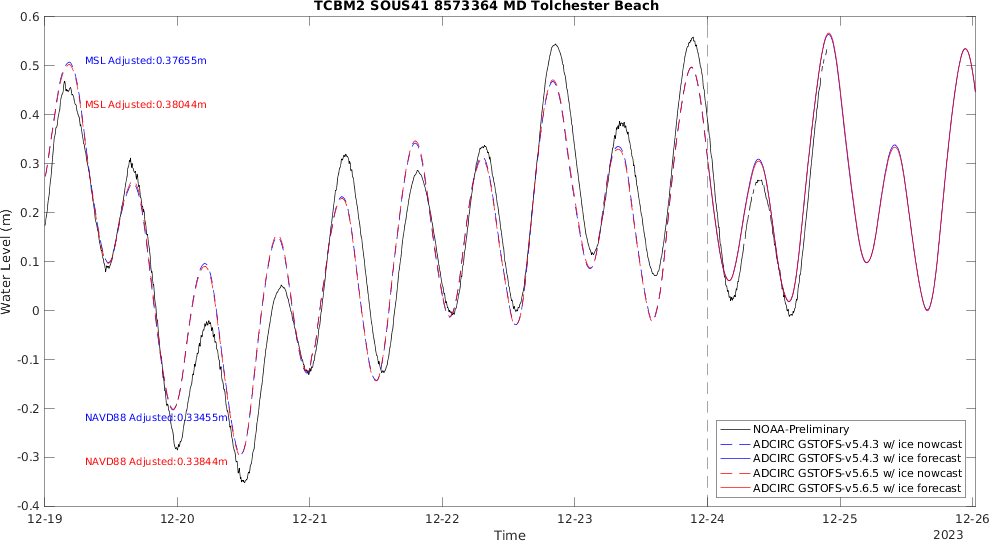 TCBM2 SOUS41 8573364 MD Tolchester Beach
0.6
0.5
0.4
0.3
0.2
0.1
0
-0.1
-0.2
-0.3
-0.4
Water Level (m)
MSL Adjusted:0.37655m
MSL Adjusted:0.38044m
NAVD88 Adjusted:0.33455m
NAVD88 Adjusted:0.33844m
NOAA-Preliminary
ADCIRC GSTOFS-v5.4.3 w/ ice nowcast
ADCIRC GSTOFS-v5.4.3 w/ ice forecast
ADCIRC GSTOFS-v5.6.5 w/ ice nowcast
ADCIRC GSTOFS-v5.6.5 w/ ice forecast
12-19 12-20 12-21 12-22 12-23 12-24 12-25 12-26
Time
2023